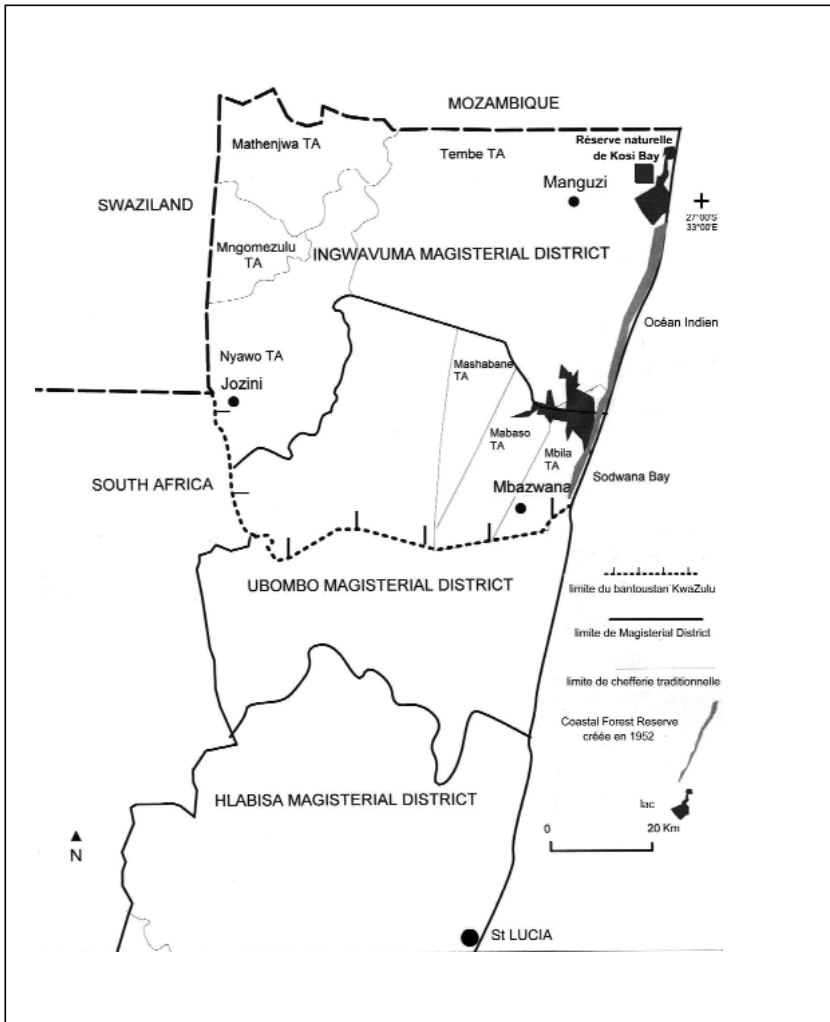 MOZAMBIQUE
Mathenjwa TA
Tembe TA
Réserve naturelle
de Kosi Bay
Manguzi
SWAZILAND
27°00'S
33°00'E
Mngomezulu
TA
INGWAVUMA MAGISTERIAL DISTRICT
Océan Indien
Nyawo TA
Jozini
Mashabane
TA
Mabaso
TA
Mbila
TA
SOUTH AFRICA
Mbazwana
Sodwana Bay
UBOMBO MAGISTERIAL DISTRICT
limite du bantoustan KwaZulu
limite de Magisterial District
limite de chefferie traditionnelle
Coastal Forest Reserve
créée en 1952
HLABISA MAGISTERIAL DISTRICT
lac
0 20 Km
N
St LUCIA